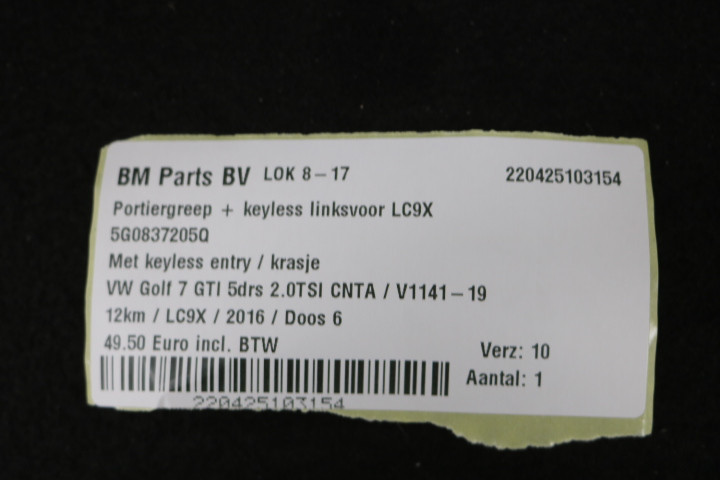 BM Parts BV LOK 8-17 220425103154
Portiergreep + keyless linksvoor LC9X
5G0837205Q
Met keyless entry / krasje
VW Golf 7 GTI 5drs 2.0TSI CNTA / V1141-19
12km / LC9X / 2016 / Doos 6
49.50 Euro incl. BTW
Verz: 10
Aantal: 1
220425103154